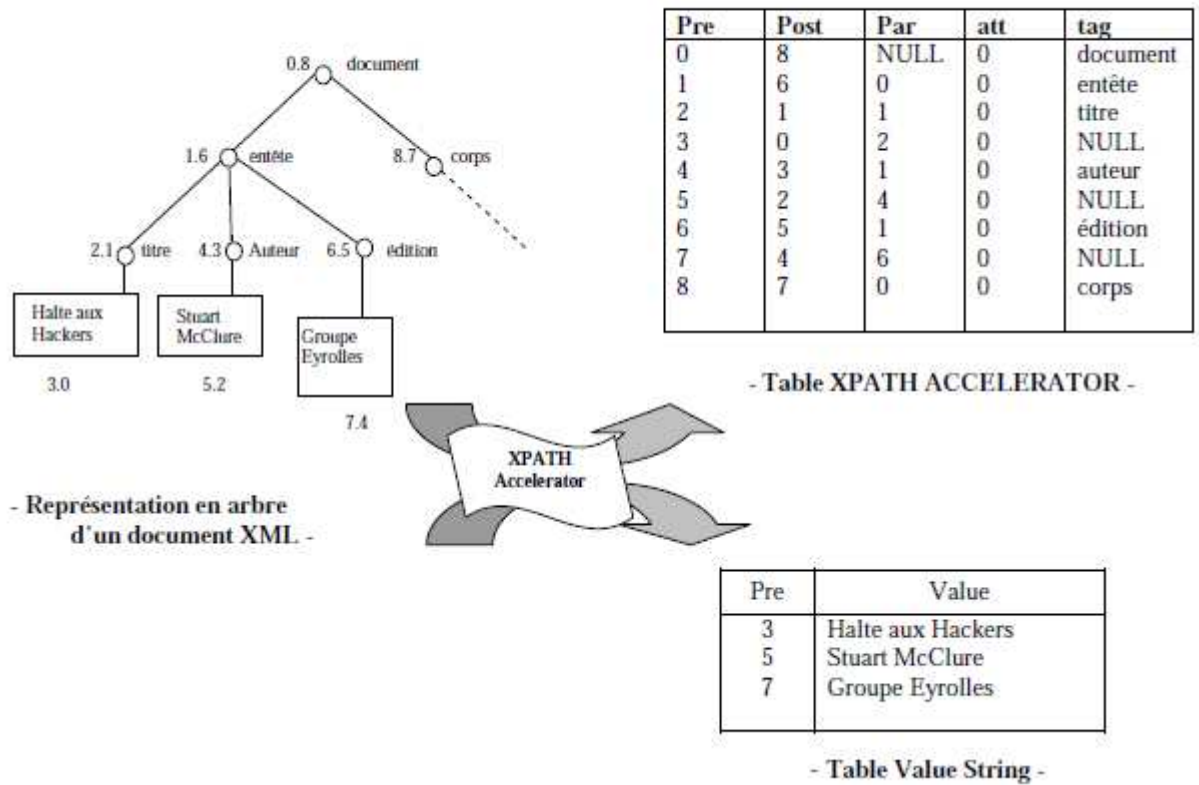 0.8 document
1.6 entête
8.7 corps
2.1 titre
4.3 Auteur
6.5 édition
Halte aux
Hackers
Stuart
McClure
Groupe
Eyrolles
3.0
5.2
7.4
- Représentation en arbre
d'un document XML -
Pre Post Par att tag
0 8 NULL 0 document
1 6 0 0 entête
2 1 1 0 titre
3 0 2 0 NULL
4 3 1 0 auteur
5 2 4 0 NULL
6 5 1 0 édition
7 4 6 0 NULL
8 7 0 0 corps
- Table XPATH ACCELERATOR -
XPATH
Accelerator
Pre Value
3 Halte aux Hackers
5 Stuart McClure
7 Groupe Eyrolles
- Table Value String -